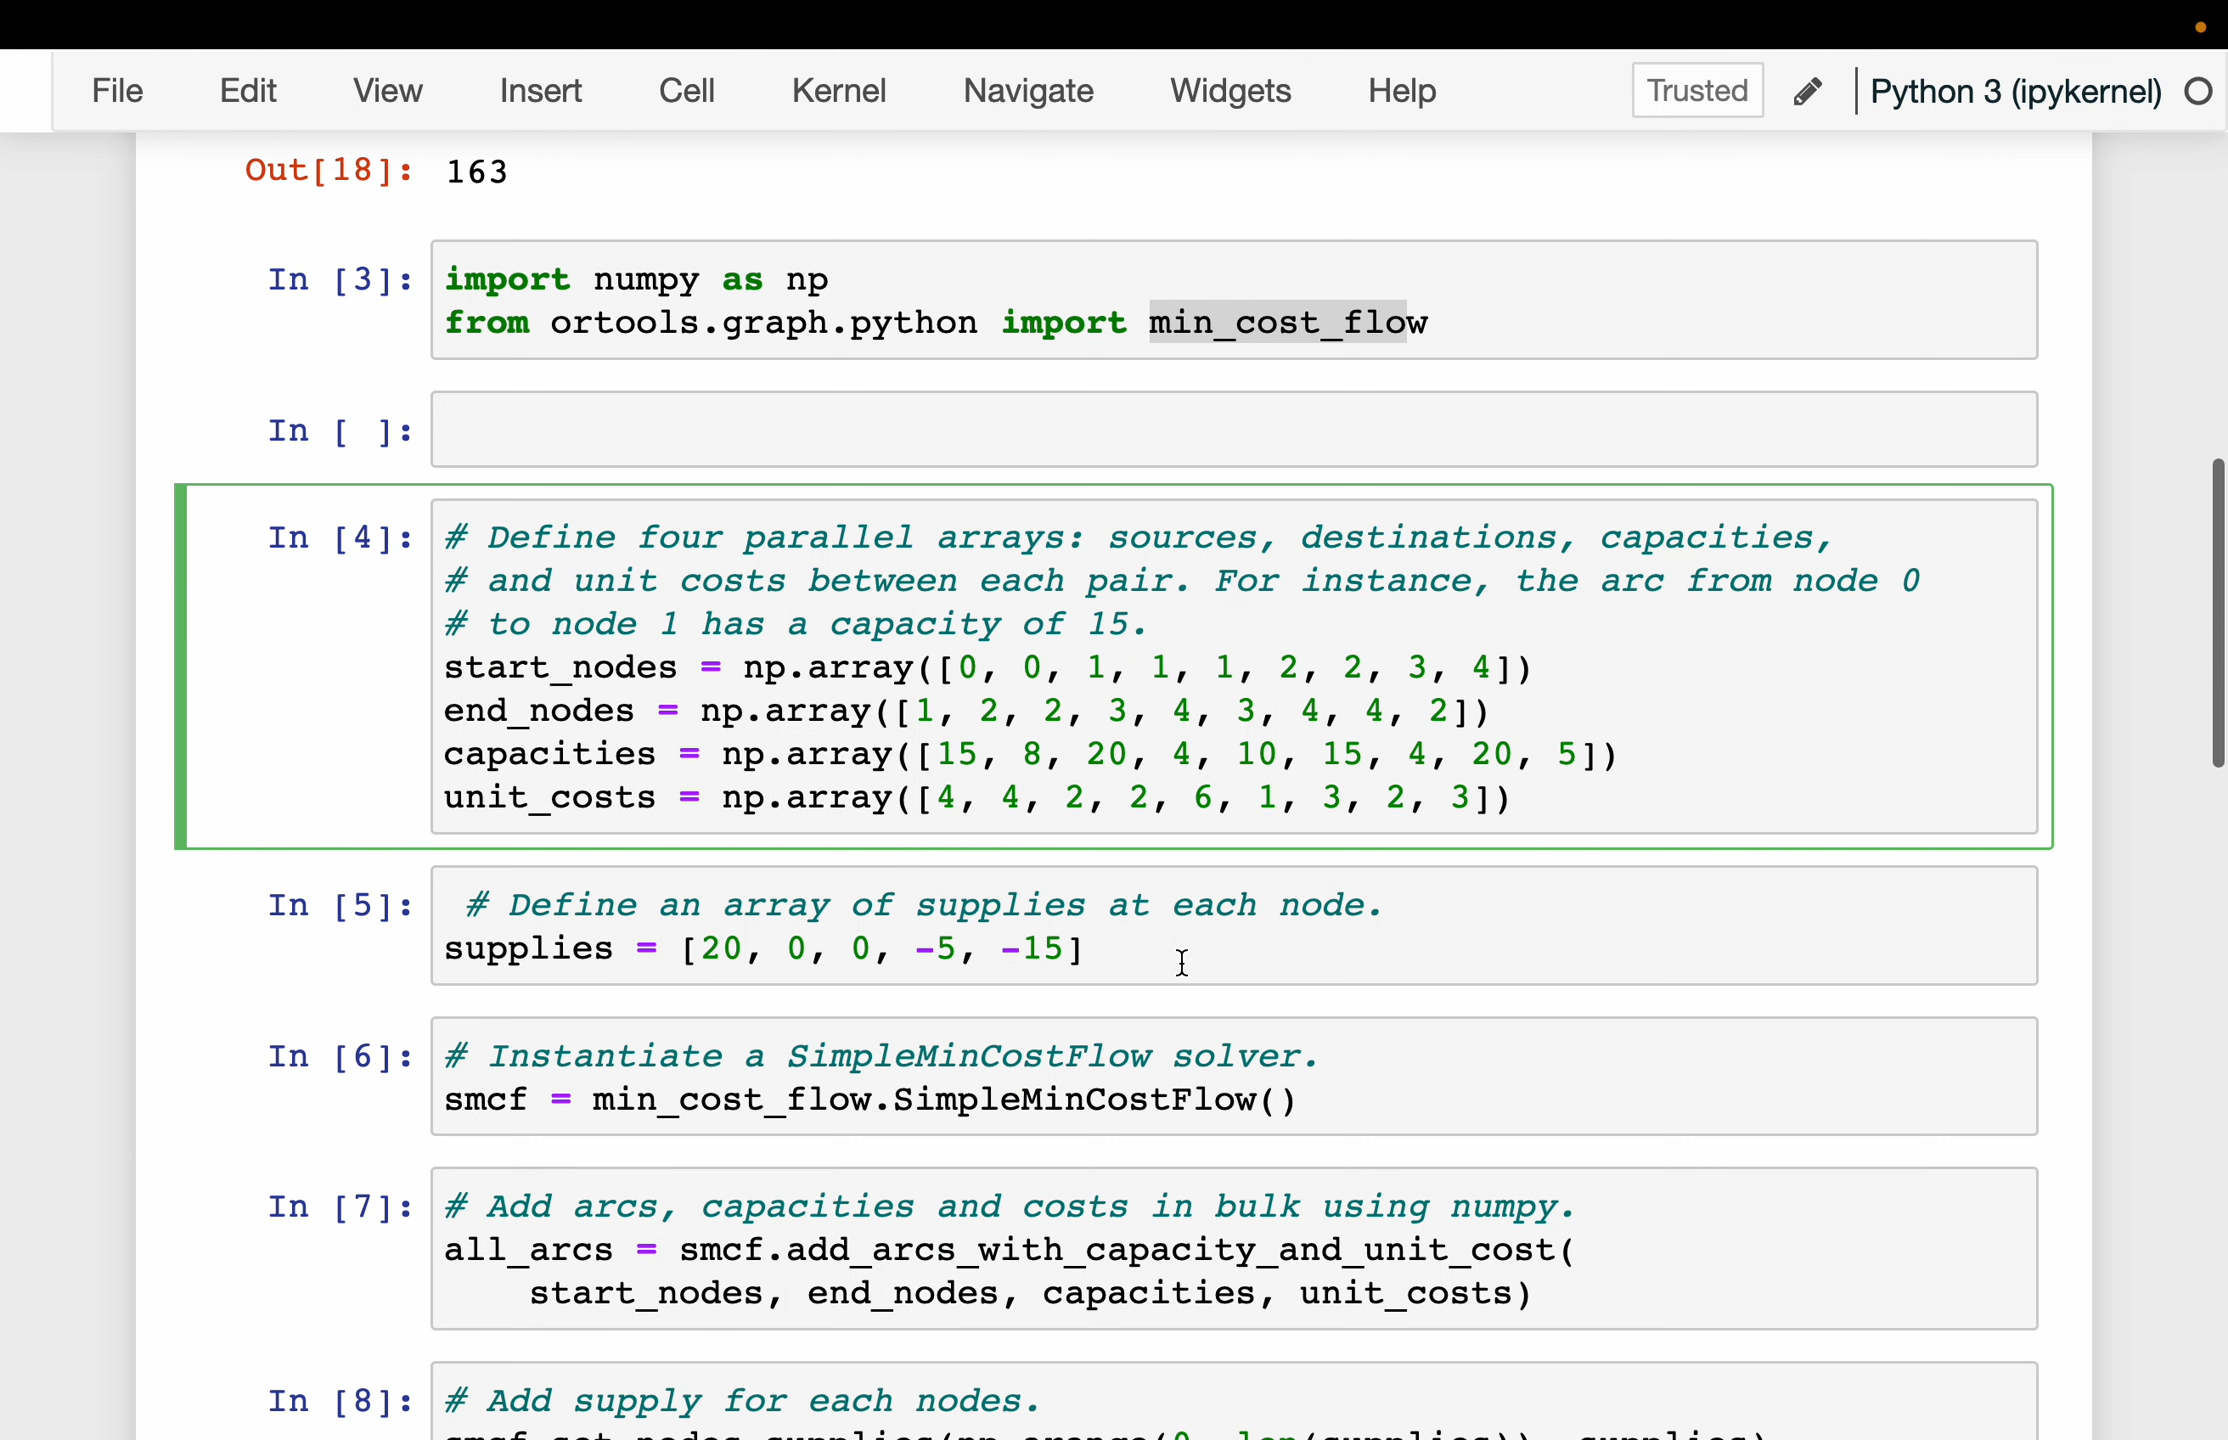 File Edit View Insert Cell Kernel Navigate Widgets Help Trusted Python 3 (ipykernel)
Out[18]: 163
In [3]: import numpy as np
from ortools.graph.python import min_cost_flow
In [ ]:
In [4]: # Define four parallel arrays: sources, destinations, capacities,
# and unit costs between each pair. For instance, the arc from node 0
# to node 1 has a capacity of 15.
start_nodes = np.array([0, 0, 1, 1, 1, 2, 2, 3, 4])
end_nodes = np.array([1, 2, 2, 3, 4, 3, 4, 4, 2])
capacities = np.array([15, 8, 20, 4, 10, 15, 4, 20, 5])
unit_costs = np.array([4, 4, 2, 2, 6, 1, 3, 2, 3])
In [5]: # Define an array of supplies at each node.
supplies = [20, 0, 0, -5, -15]
In [6]: # Instantiate a SimpleMinCostFlow solver.
smcf = min_cost_flow.SimpleMinCostFlow()
In [7]: # Add arcs, capacities and costs in bulk using numpy.
all_arcs = smcf.add_arcs_with_capacity_and_unit_cost(
start_nodes, end_nodes, capacities, unit_costs)
In [8]: # Add supply for each nodes.